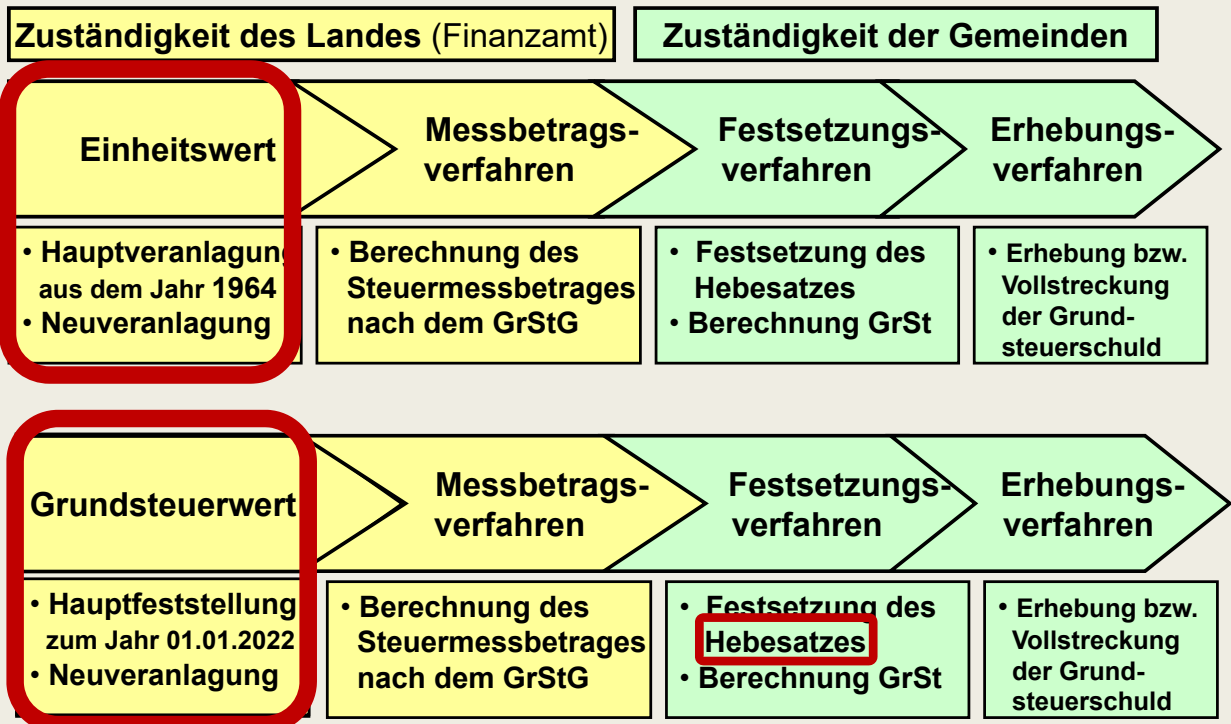 Zuständigkeit des Landes (Finanzamt)
Zuständigkeit der Gemeinden
Einheitswert
Messbetrags-
verfahren
Festsetzungs-
verfahren
Erhebungs-
verfahren
• Hauptveranlagung
aus dem Jahr 1964
• Neuveranlagung
• Berechnung des
Steuermessbetrages
nach dem GrStG
• Festsetzung des
Hebesatzes
• Berechnung GrSt
• Erhebung bzw.
Vollstreckung
der Grund-
steuerschuld
Grundsteuerwert
Messbetrags-
verfahren
Festsetzungs-
verfahren
Erhebungs-
verfahren
• Hauptfeststellung
zum Jahr 01.01.2022
• Neuveranlagung
• Berechnung des
Steuermessbetrages
nach dem GrStG
• Festsetzung des
Hebesatzes
• Berechnung GrSt
• Erhebung bzw.
Vollstreckung
der Grund-
steuerschuld